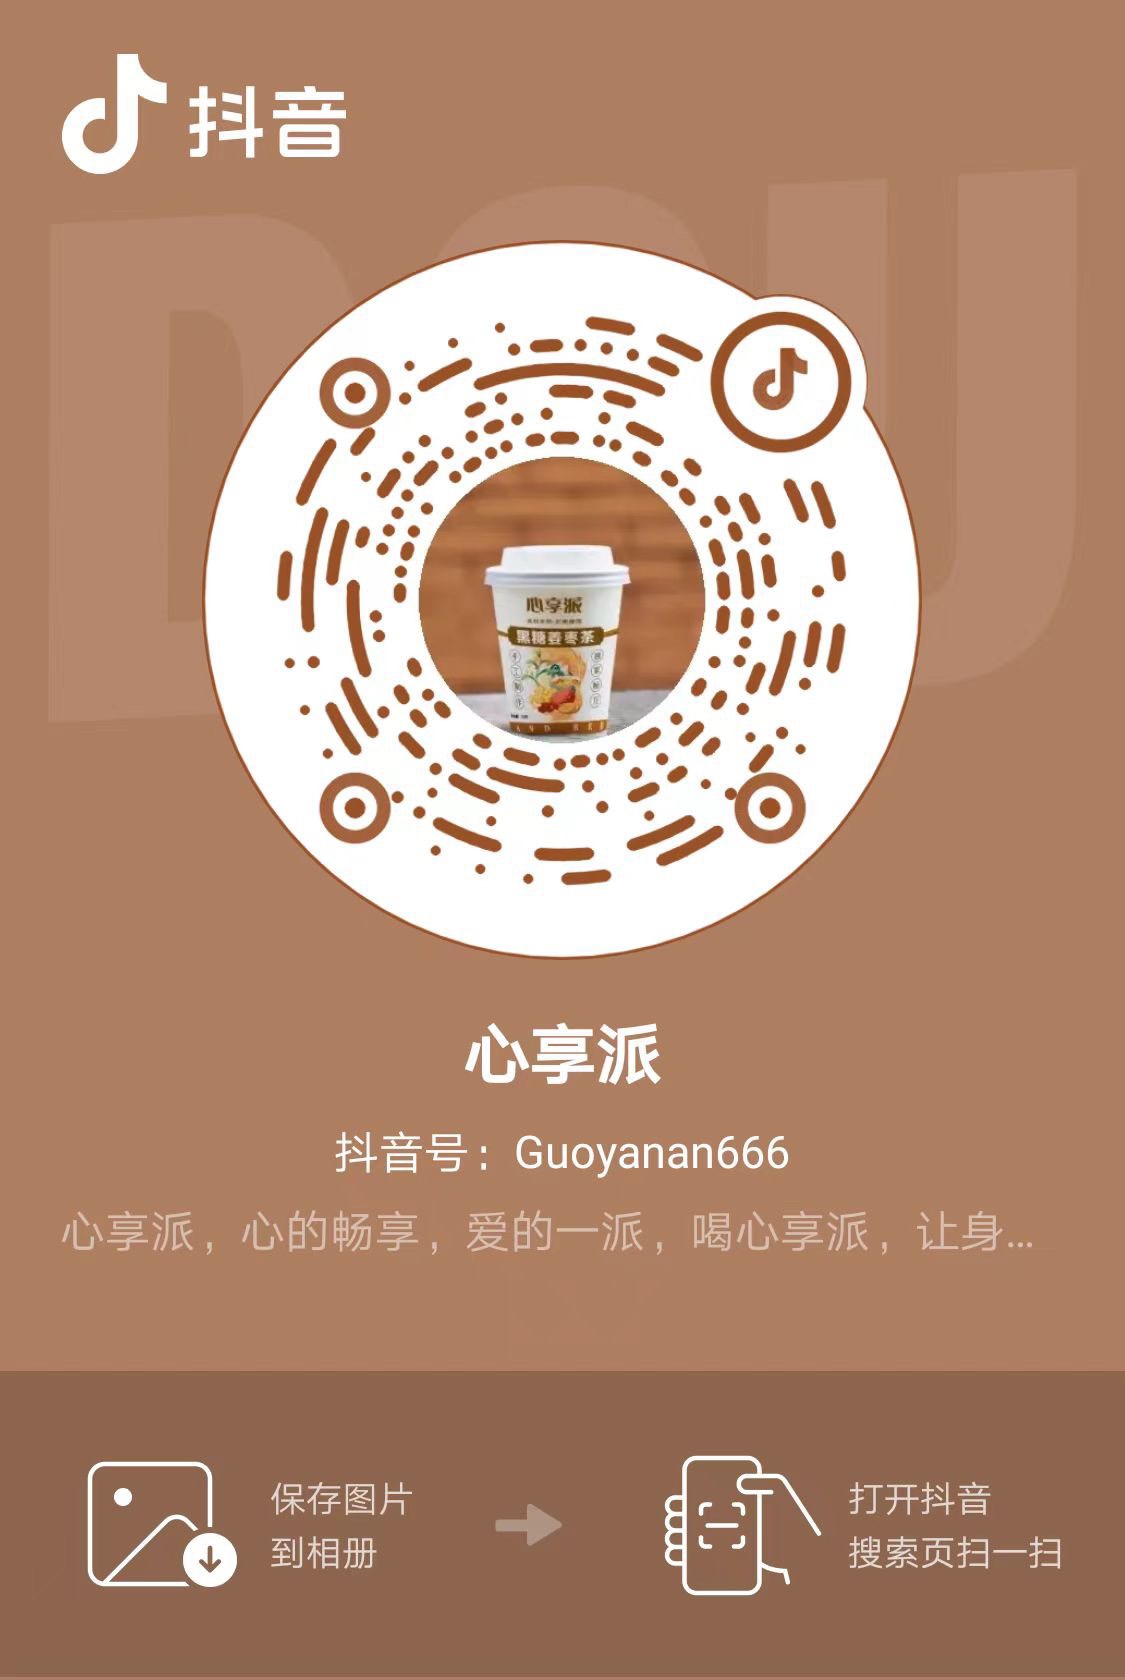 抖音
DOU
心享派
黑糖姜枣茶
心享派
抖音号：Guoyanan666
心享派，心的畅享，爱的一派，喝心享派，让身...
保存图片
到相册
打开抖音
搜索页扫一扫